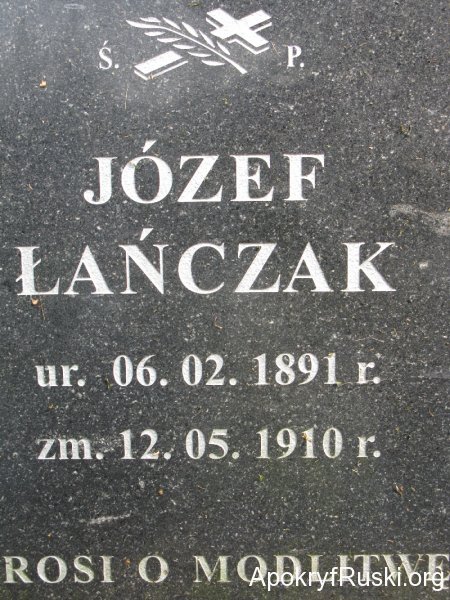 Ś. P.
JÓZEF
ŁAŃCZAK
ur. 06. 02. 1891 r.
zm. 12. 05. 1910 r.
ROSI O MODLITWE
ApokryfRuski.org